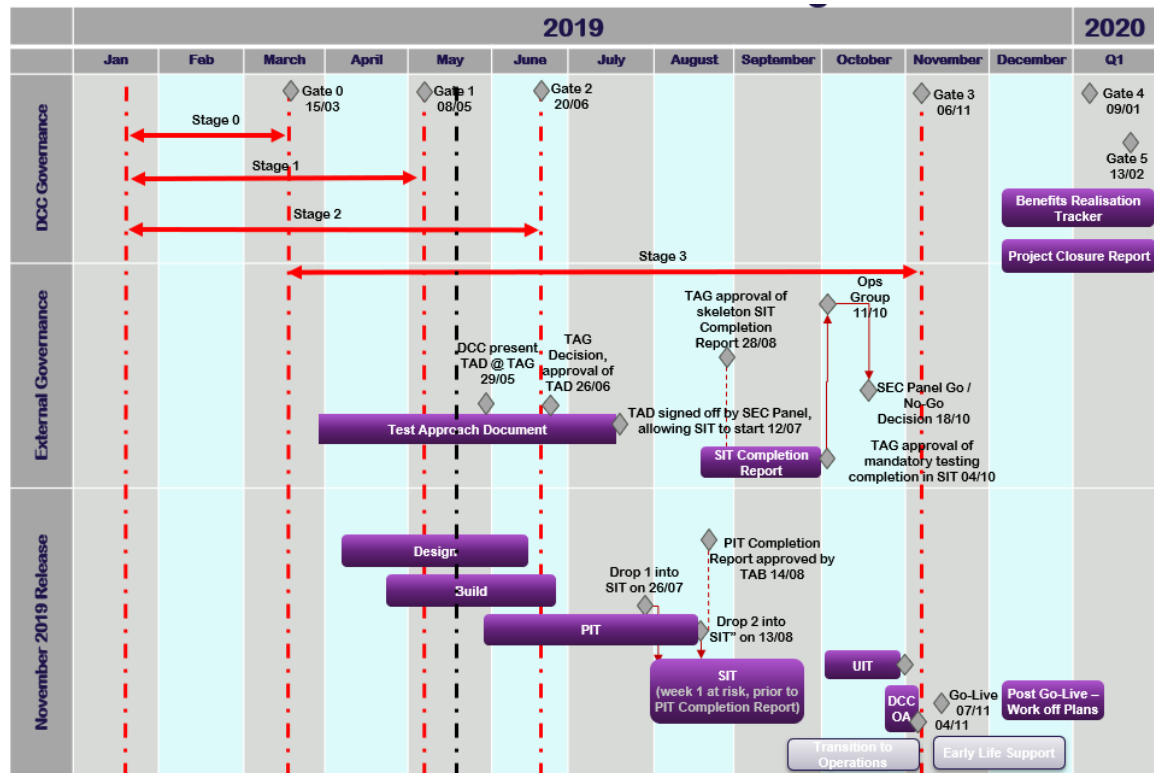 2019
2020
Jan
Feb
March
April
May
June
July
August
September
October
November
December
Q1
DCC Governance
Gate 0
15/03
Gate 1
08/05
Gate 2
20/06
Gate 3
06/11
Gate 4
09/01
Gate 5
13/02
Stage 0
Stage 1
Stage 2
Stage 3
Benefits Realisation
Tracker
Project Closure Report
External Governance
DCC present
TAD @ TAG
29/05
TAG
Decision,
approval of
TAD 26/06
TAG approval of
skeleton SIT
Completion
Report 28/08
Ops
Group
11/10
SEC Panel Go /
No-Go
Decision 18/10
Test Approach Document
TAD signed off by SEC Panel,
allowing SIT to start 12/07
SIT Completion
Report
TAG approval of
mandatory testing
completion in SIT 04/10
November 2019 Release
Design
Build
PIT
Drop 1 into
SIT on 26/07
PIT Completion
Report approved by
TAB 14/08
Drop 2 into
SIT" on 13/08
SIT
(week 1 at risk, prior to
PIT Completion Report)
UIT
DCC
OA
Go-Live
07/11
04/11
Post Go-Live –
Work off Plans
Transition to
Operations
Early Life Support